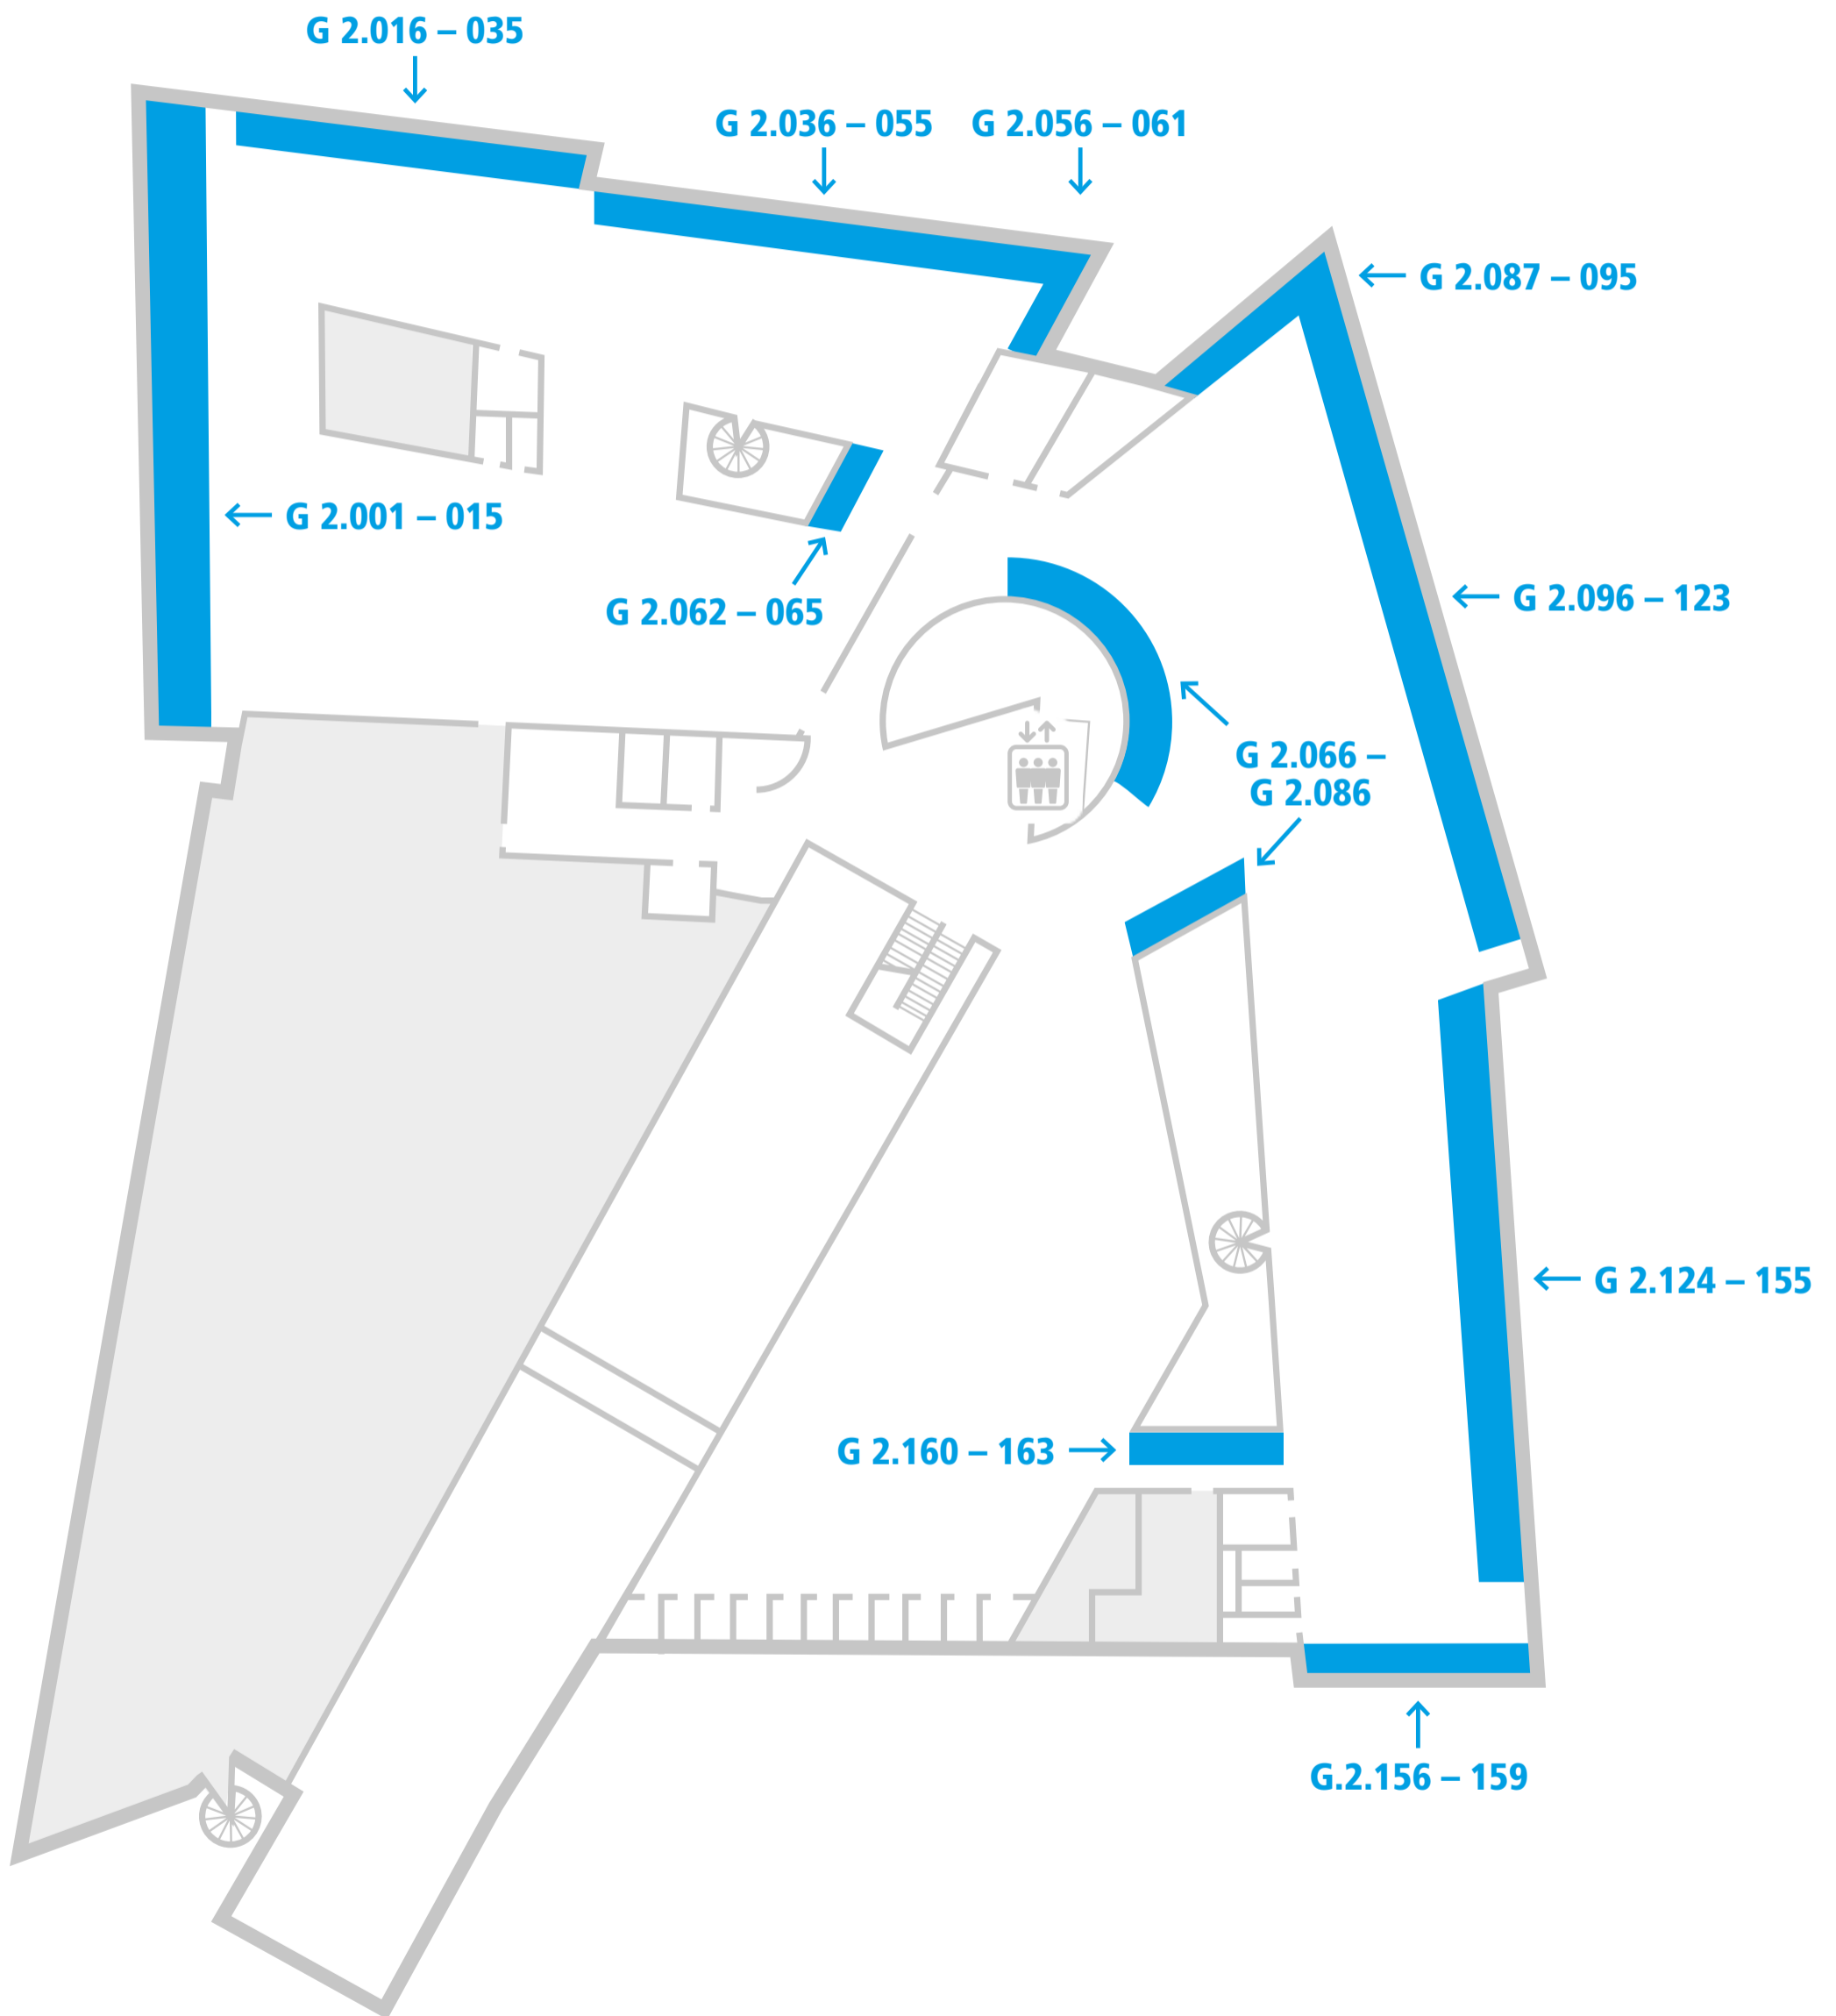 G 2.016 – 035
G 2.036 – 055
G 2.056 – 061
G 2.087 – 095
G 2.001 – 015
G 2.062 – 065
G 2.096 – 123
G 2.066 –
G 2.086
G 2.124 – 155
G 2.160 – 163
G.2.156 – 159